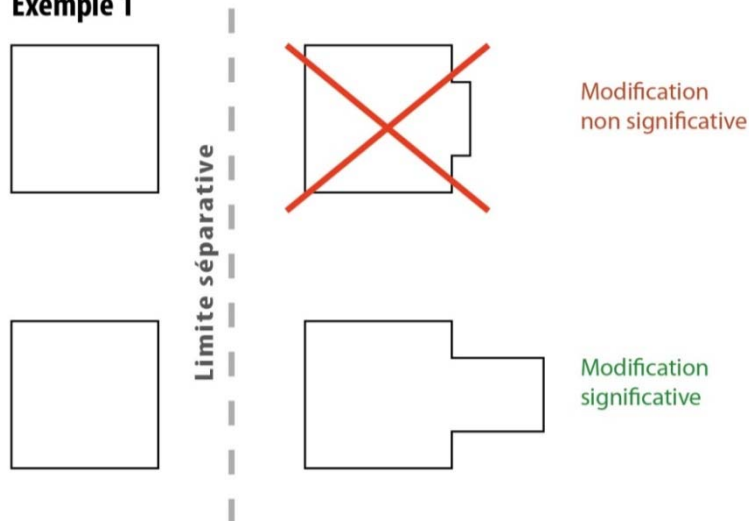 Exemple 1
Limite séparative
Modification
non significative
Modification
significative